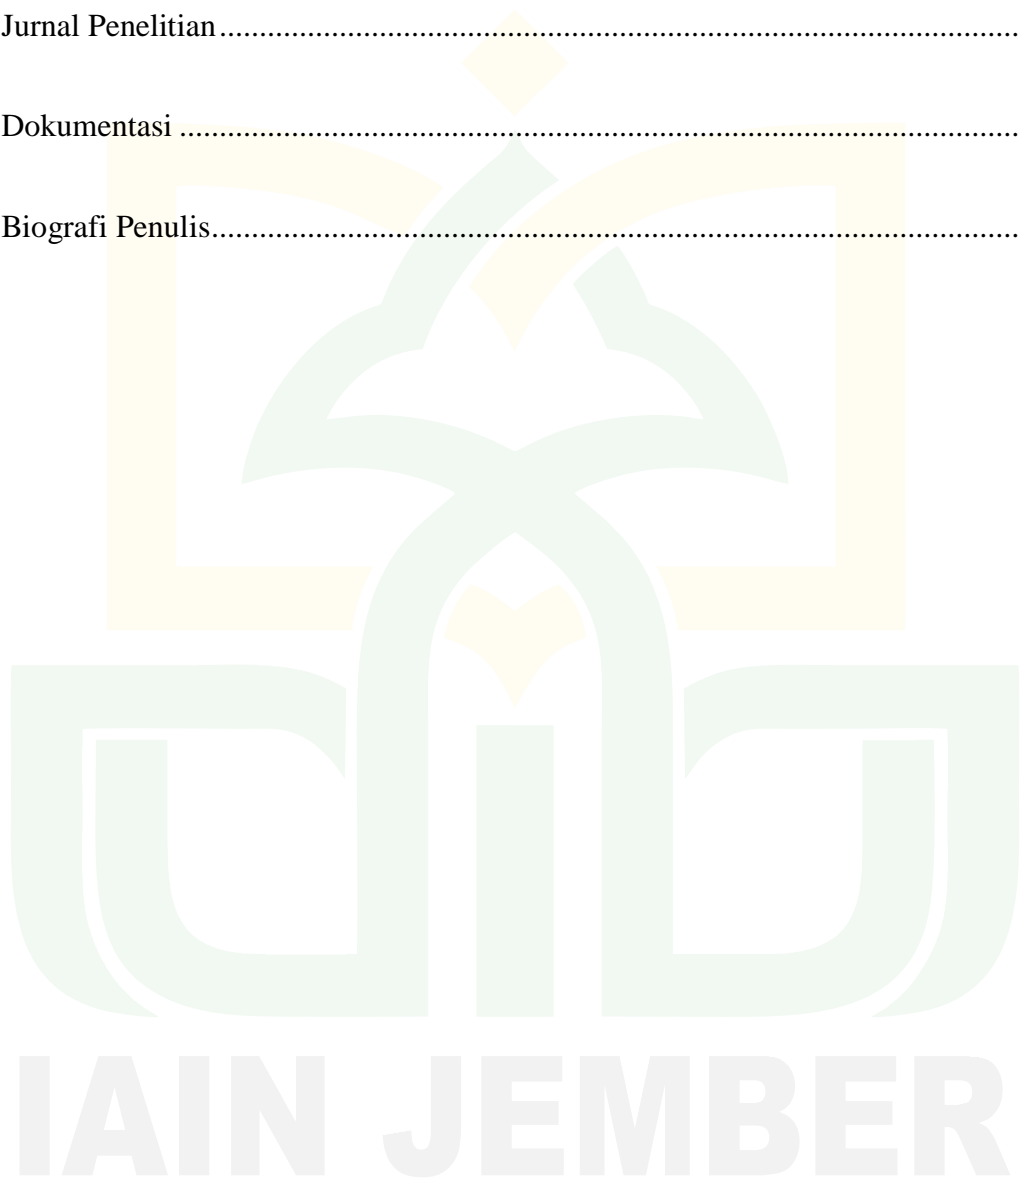 Jurnal Penelitian....................................................................................................
Dokumentasi.........................................................................................................
Biografi Penulis.....................................................................................................
IAIN JEMBER